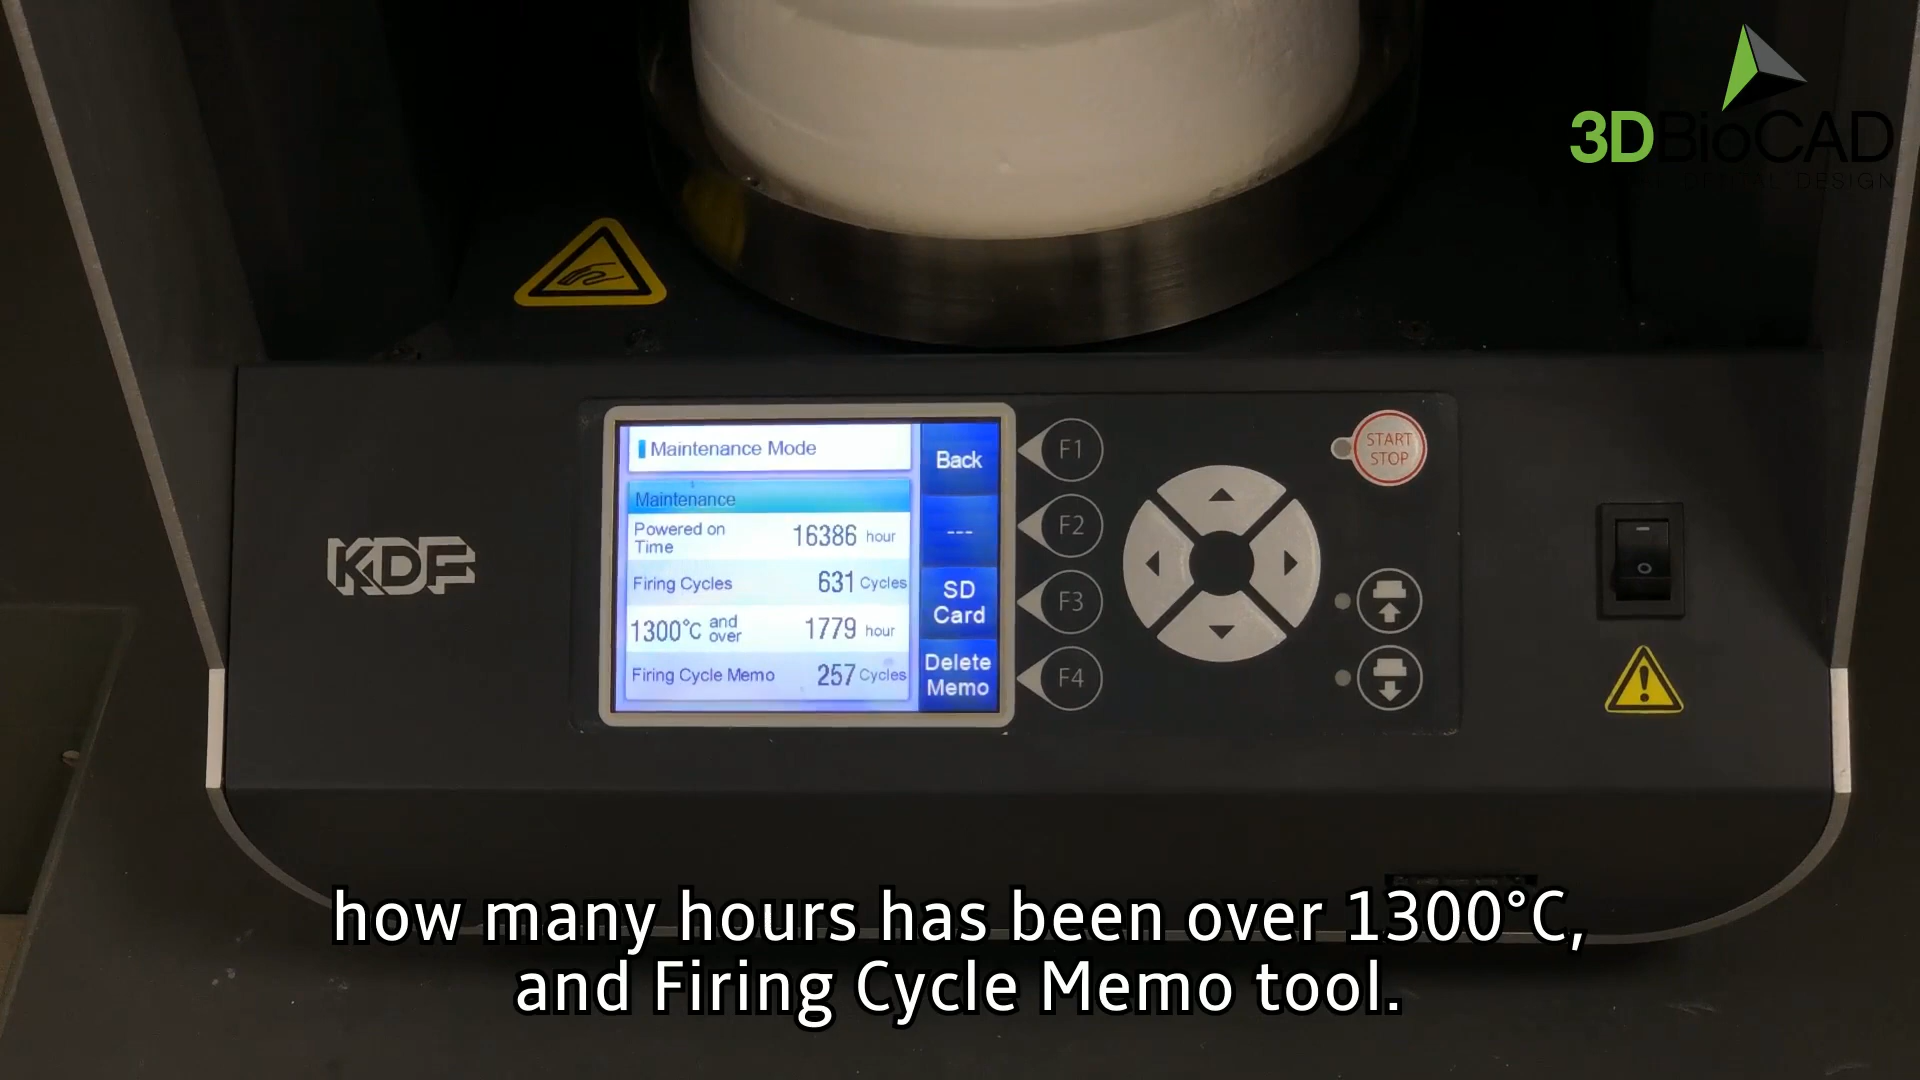 3DBioCAD
DENTAL DESIGN
Maintenance Mode
Maintenance
Powered on Time 16386 hour
Firing Cycles 631 Cycles
1300°C and over 1779 hour
Firing Cycle Memo 257 Cycles
Back
---
SD
Card
Delete
Memo
F1
F2
F3
F4
START
STOP
KDF
how many hours has been over 1300°C,
and Firing Cycle Memo tool.